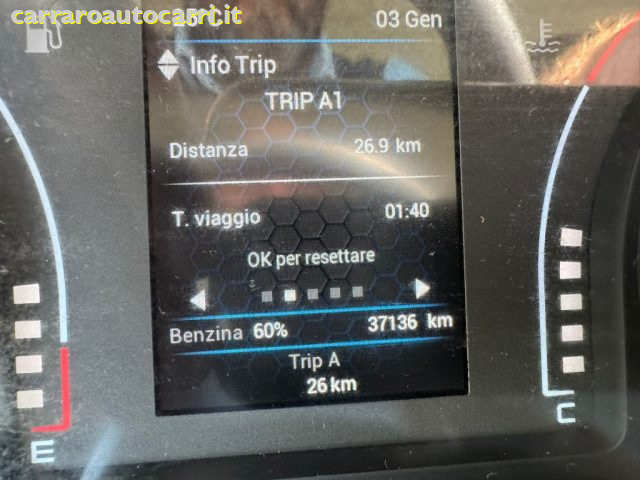 carraroautocarri.it
03 Gen
Info Trip
TRIP A1
Distanza 26.9 km
T. viaggio 01:40
OK per resettare
Benzina 60% 37136 km
Trip A
26 km
E
C